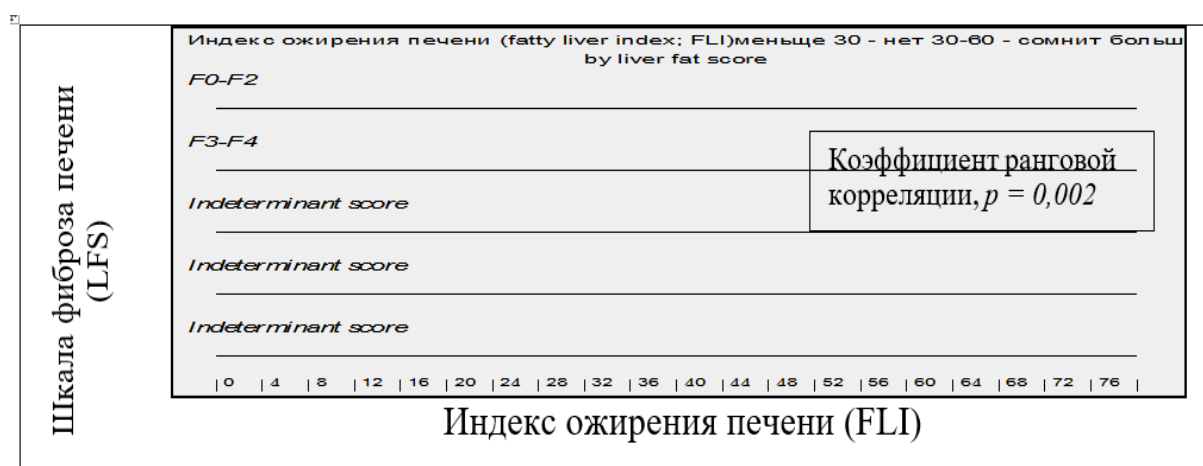 Индекс ожирения печени (fatty liver index; FLI)меньще 30 - нет 30-60 - сомнит больш
by liver fat score
F0-F2
F3-F4
Коэффициент ранговой
корреляции, p = 0,002
Indeterminant score
Indeterminant score
Indeterminant score
0 4 8 12 16 20 24 28 32 36 40 44 48 52 56 60 64 68 72 76
Шкала фиброза печени
(LFS)
Индекс ожирения печени (FLI)